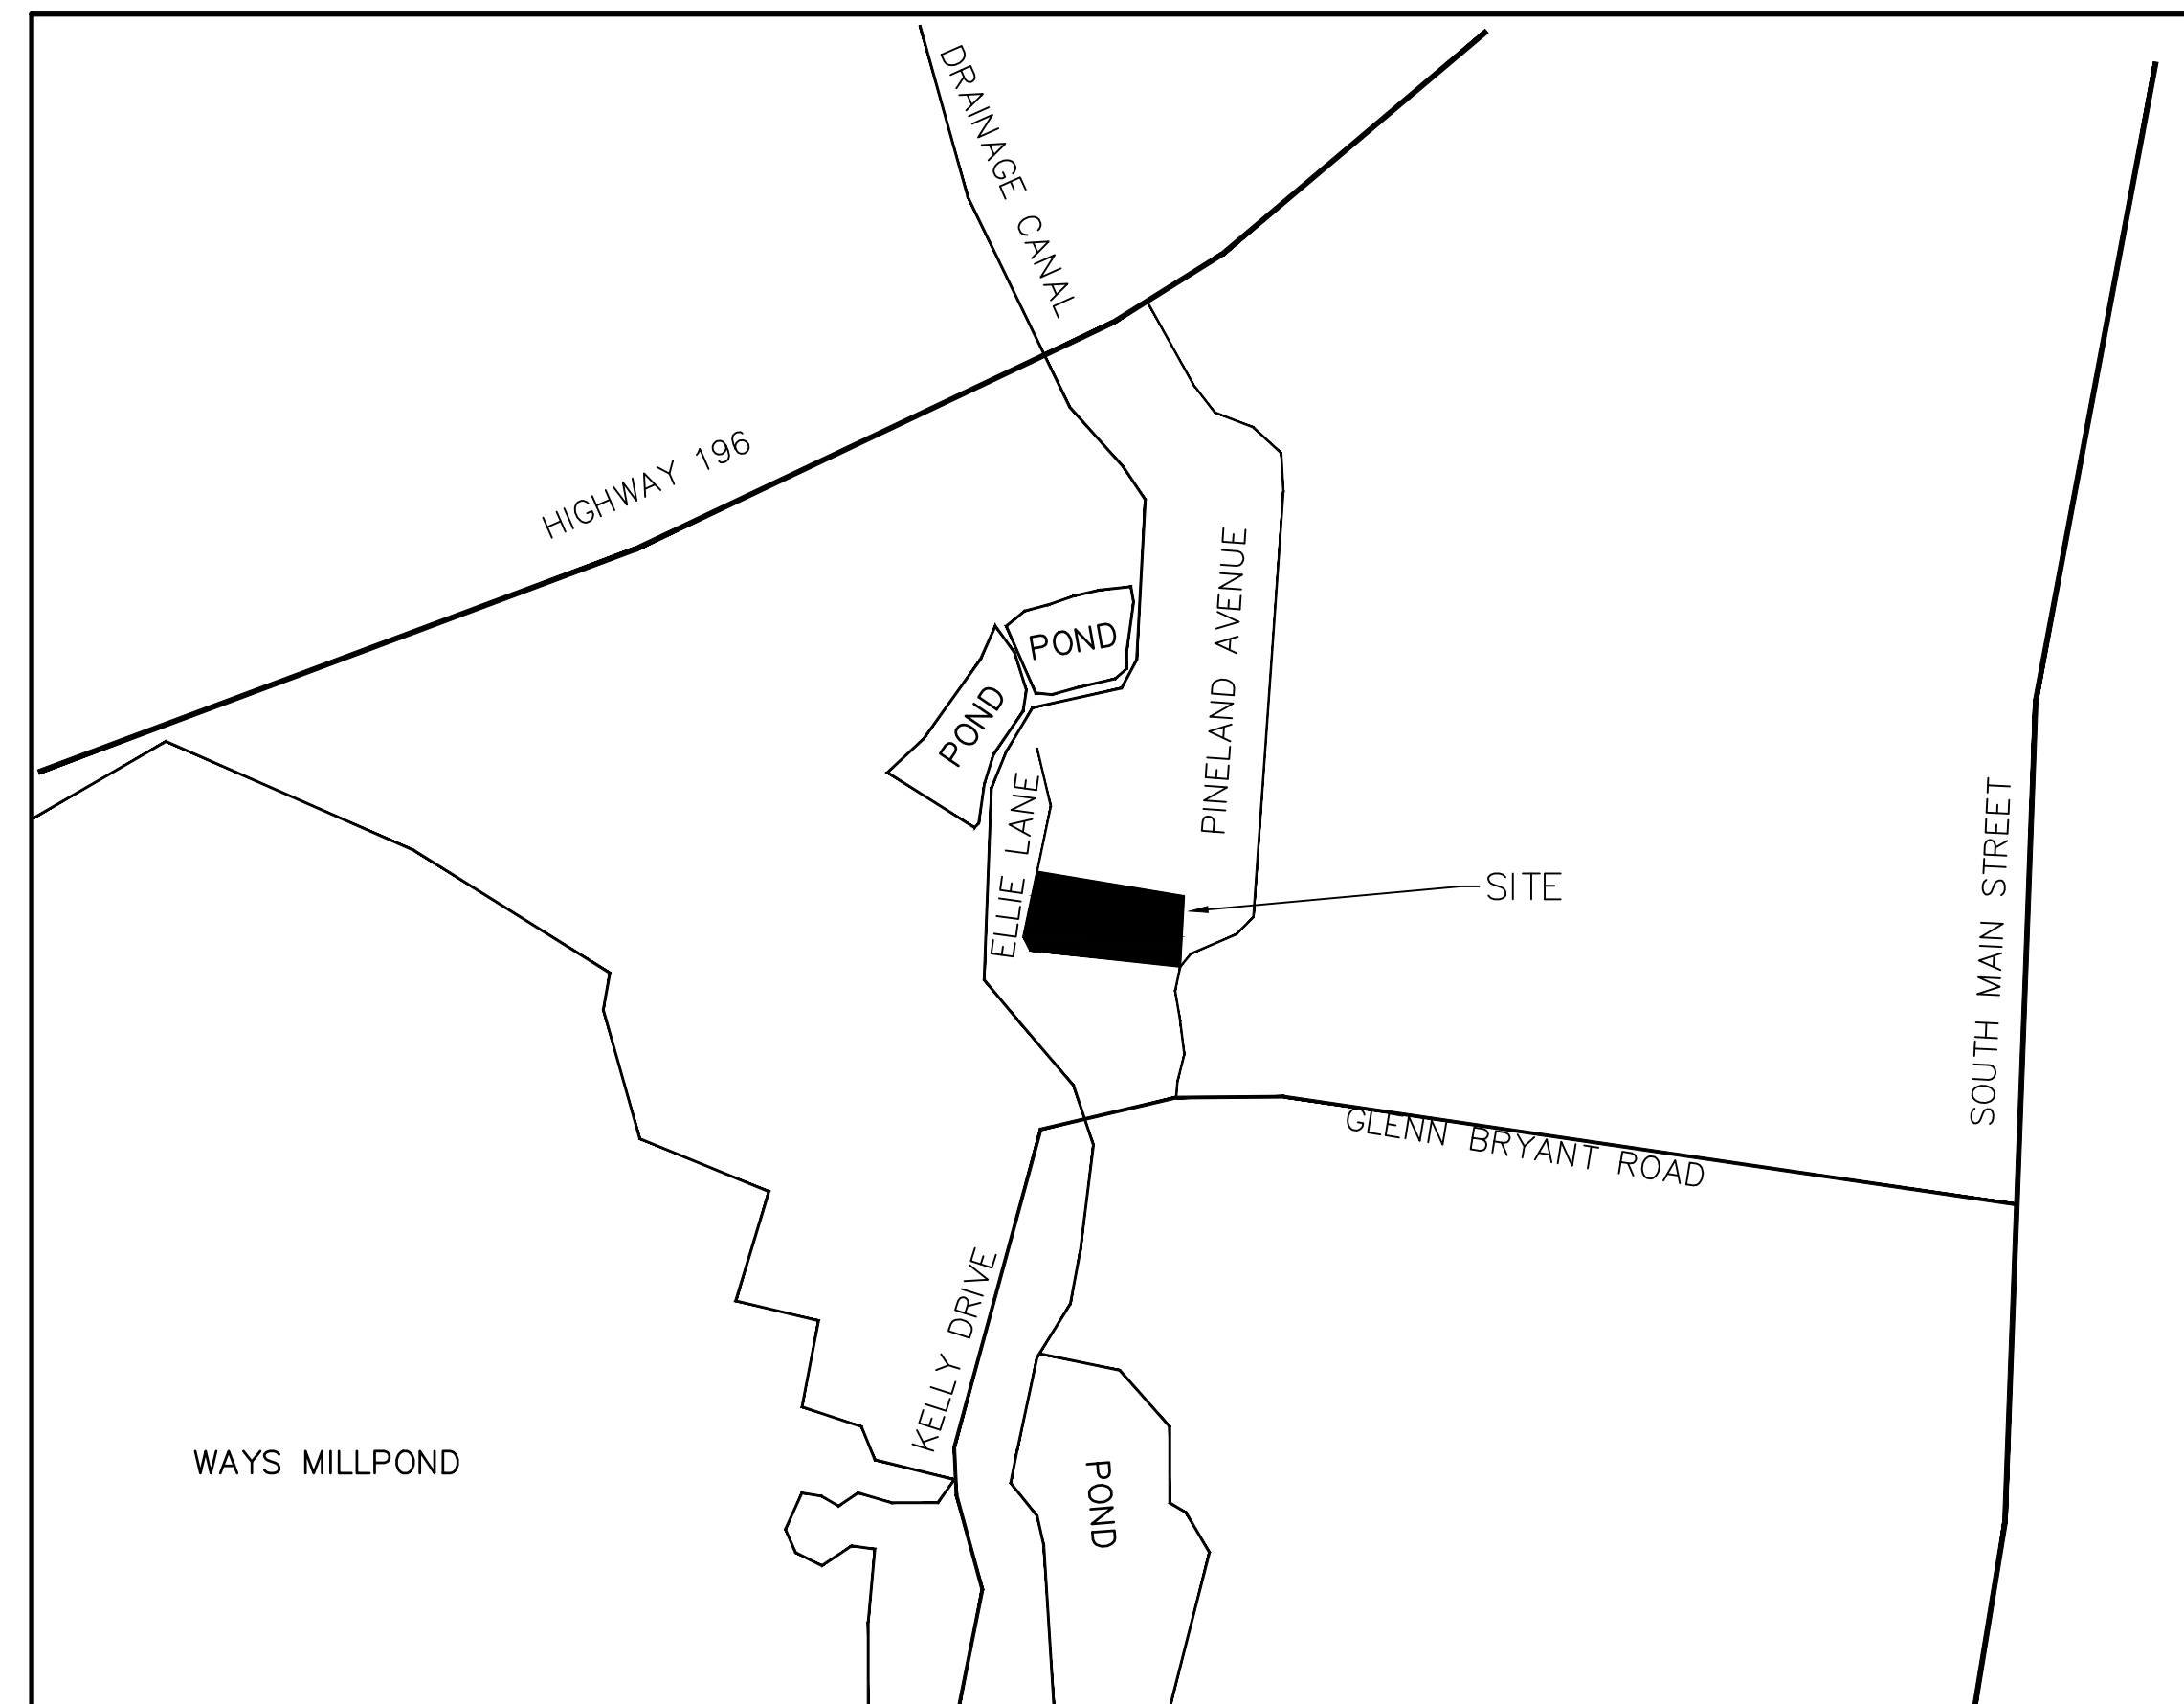 DRAINAGE CANAL
HIGHWAY 196
PINELAND AVENUE
POND
POND
ELLIE LANE
SITE
SOUTH MAIN STREET
GLENN BRYANT ROAD
KELLY DRIVE
WAYS MILLPOND
POND